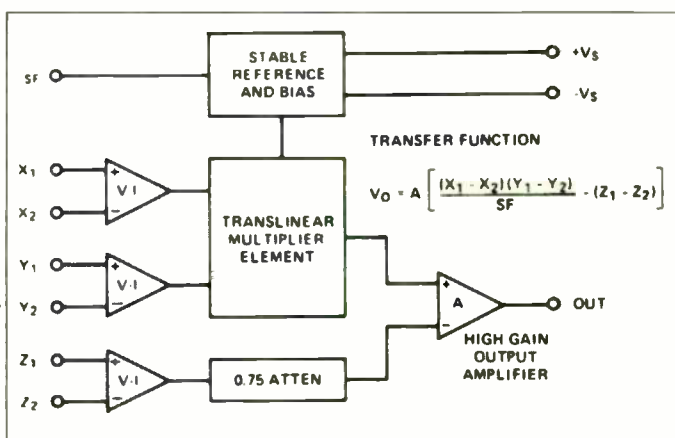 STABLE
REFERENCE
AND BIAS
SF
+VS
-VS
TRANSFER FUNCTION
VO = A [ (X1 - X2)(Y1 - Y2) / SF - (Z1 - Z2) ]
X1
+
V-I
X2
-
TRANSLINEAR
MULTIPLIER
ELEMENT
Y1
+
V-I
Y2
-
+
A
-
OUT
HIGH GAIN
OUTPUT
AMPLIFIER
Z1
+
V-I
Z2
-
0.75 ATTEN